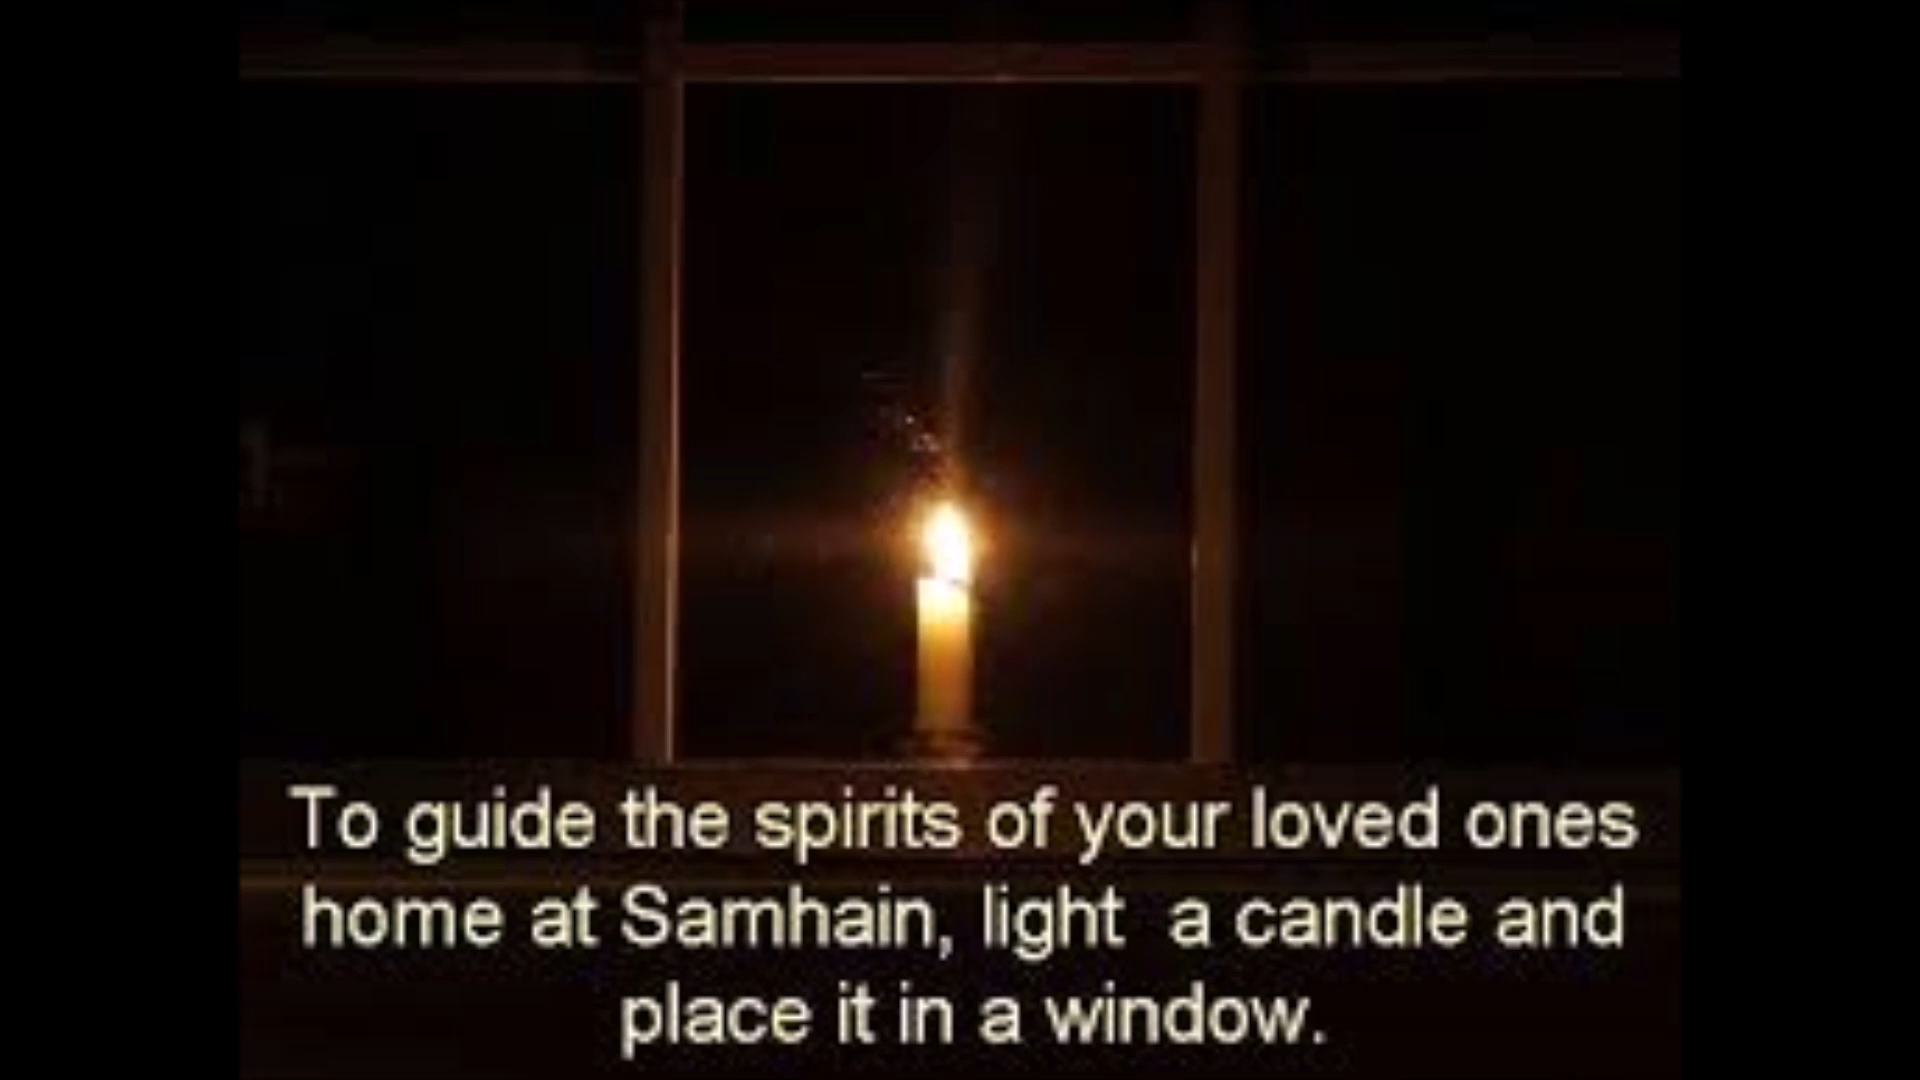 To guide the spirits of your loved ones
home at Samhain, light  a candle and
place it in a window.